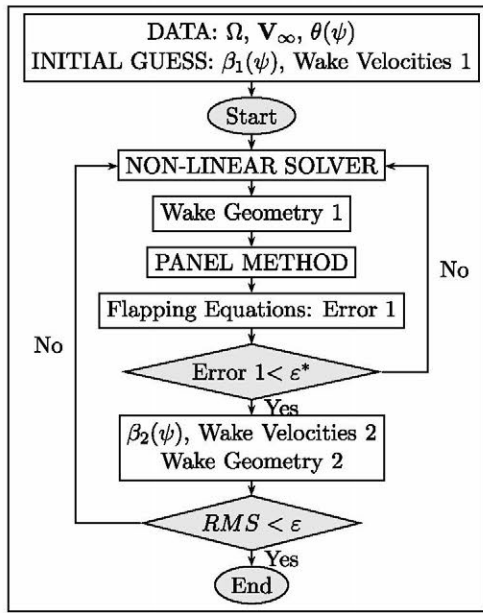 DATA: Ω, V∞, θ(ψ)
INITIAL GUESS: β₁(ψ), Wake Velocities 1
Start
NON-LINEAR SOLVER
Wake Geometry 1
PANEL METHOD
No
Flapping Equations: Error 1
No
Error 1< ε*
Yes
β₂(ψ), Wake Velocities 2
Wake Geometry 2
RMS < ε
Yes
End